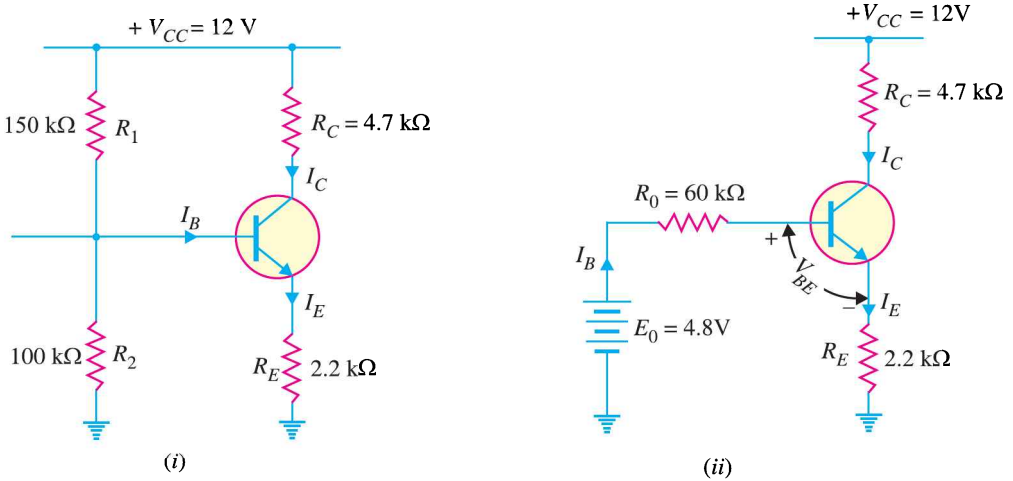 + V_CC = 12 V
150 kΩ R_1
R_C = 4.7 kΩ
I_C
I_B
I_E
100 kΩ R_2
R_E 2.2 kΩ
(i)
+V_CC = 12V
R_C = 4.7 kΩ
I_C
R_0 = 60 kΩ
+
I_B
V_BE
–
I_E
E_0 = 4.8V
R_E 2.2 kΩ
(ii)